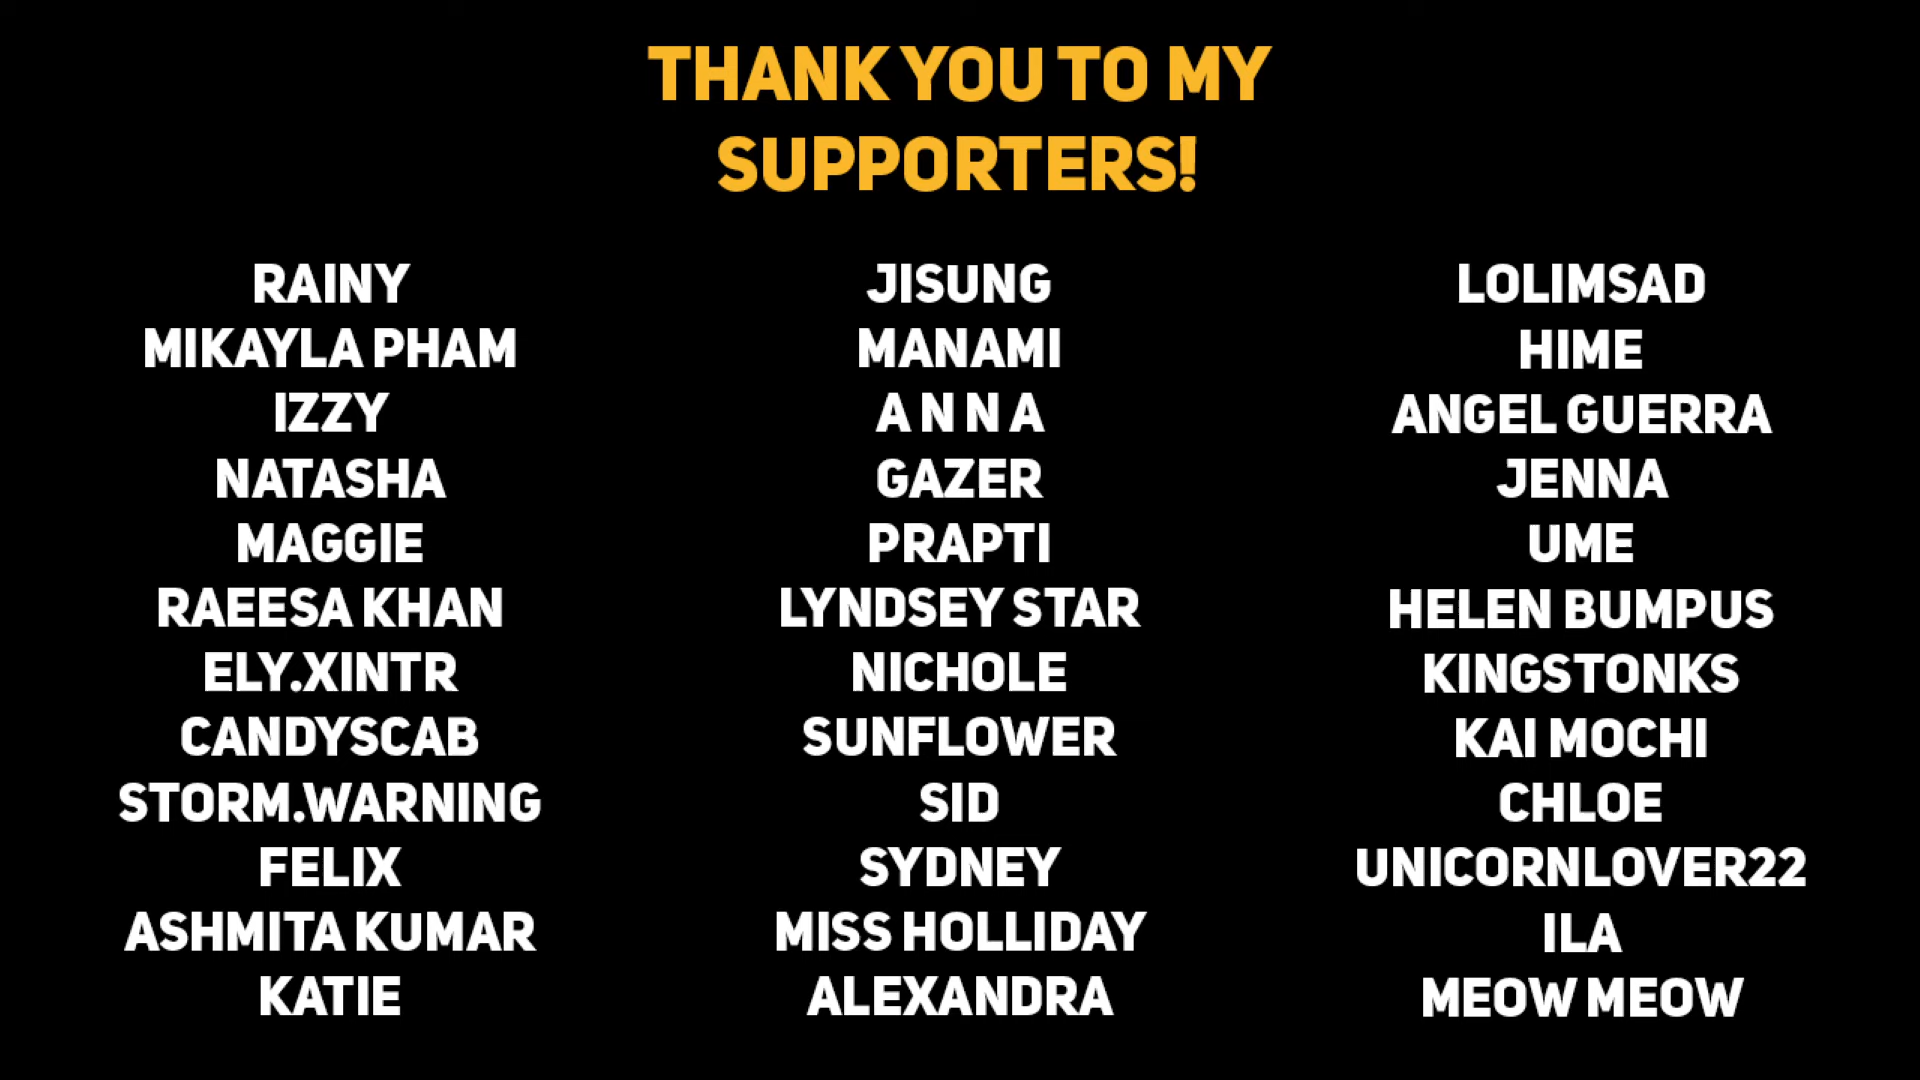 THANK YOU TO MY
SUPPORTERS!
RAINY
MIKAYLA PHAM
IZZY
NATASHA
MAGGIE
RAEESA KHAN
ELY.XINTR
CANDYSCAB
STORM.WARNING
FELIX
ASHMITA KUMAR
KATIE
JISUNG
MANAMI
A N N A
GAZER
PRAPTI
LYNDSEY STAR
NICHOLE
SUNFLOWER
SID
SYDNEY
MISS HOLLIDAY
ALEXANDRA
LOLIMSAD
HIME
ANGEL GUERRA
JENNA
UME
HELEN BUMPUS
KINGSTONKS
KAI MOCHI
CHLOE
UNICORNLOVER22
ILA
MEOW MEOW